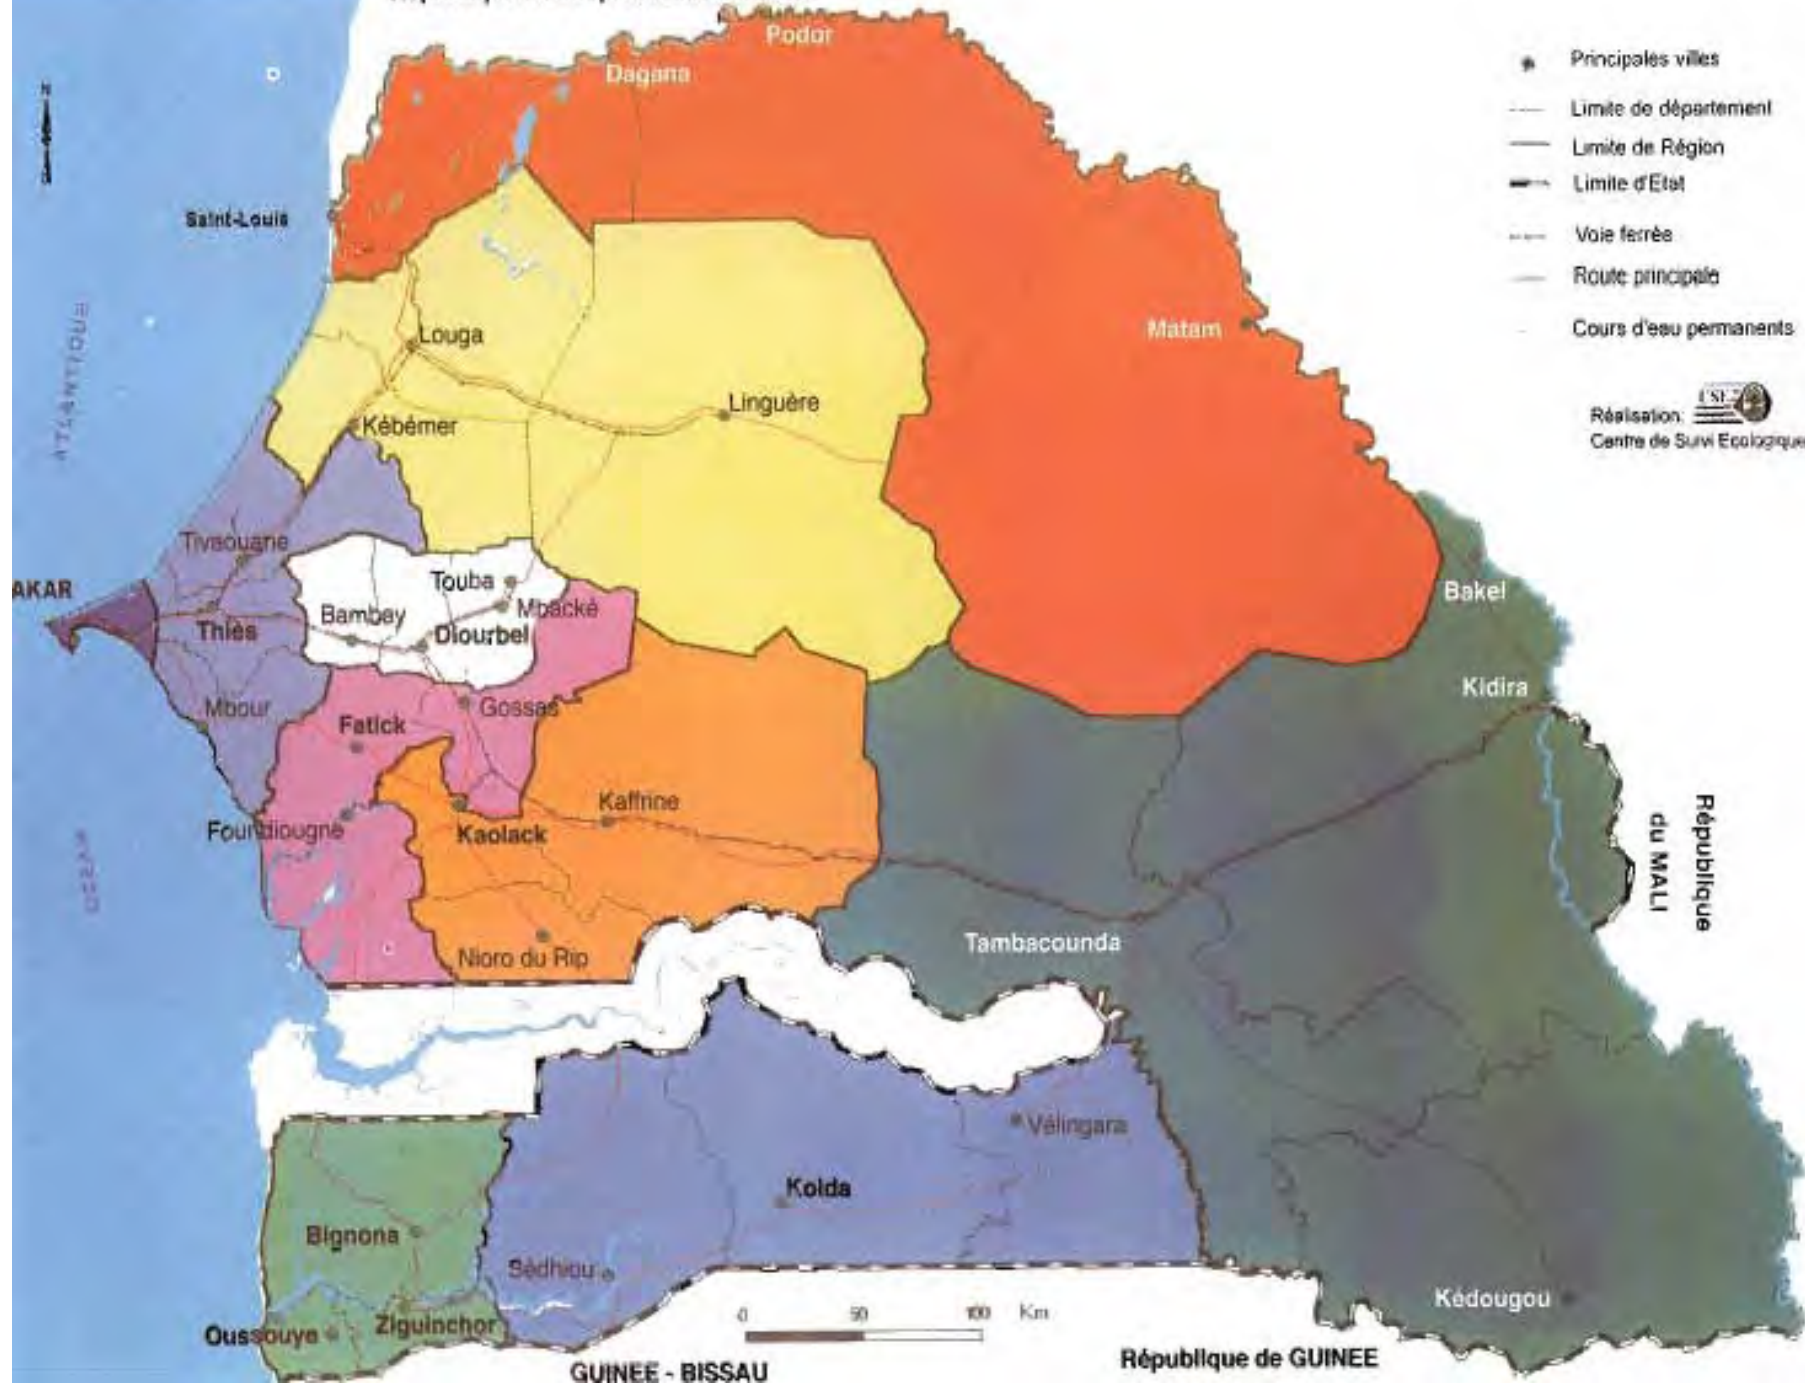 Podor
Dagana
Principales villes
Limite de département
Limite de Région
Limite d'Etat
Voie ferrée
Route principale
Cours d'eau permanents
Réalisation:
CSE
Centre de Suivi Ecologique
N
Saint-Louis
ATLANTIQUE
Matam
Louga
Linguère
Kébémer
Tivaouane
Touba
Mbacké
Bambey
Diourbel
AKAR
Thiès
Bakel
Kidira
Mbour
Gossas
Fatick
Kaffrine
Foundiougne
Kaolack
République
du MALI
OCEAN
Nioro du Rip
Tambacounda
Vélingara
Kolda
Bignona
Sédhiou
Kédougou
0 50 100 Km
Oussouye
Ziguinchor
GUINEE - BISSAU
République de GUINEE